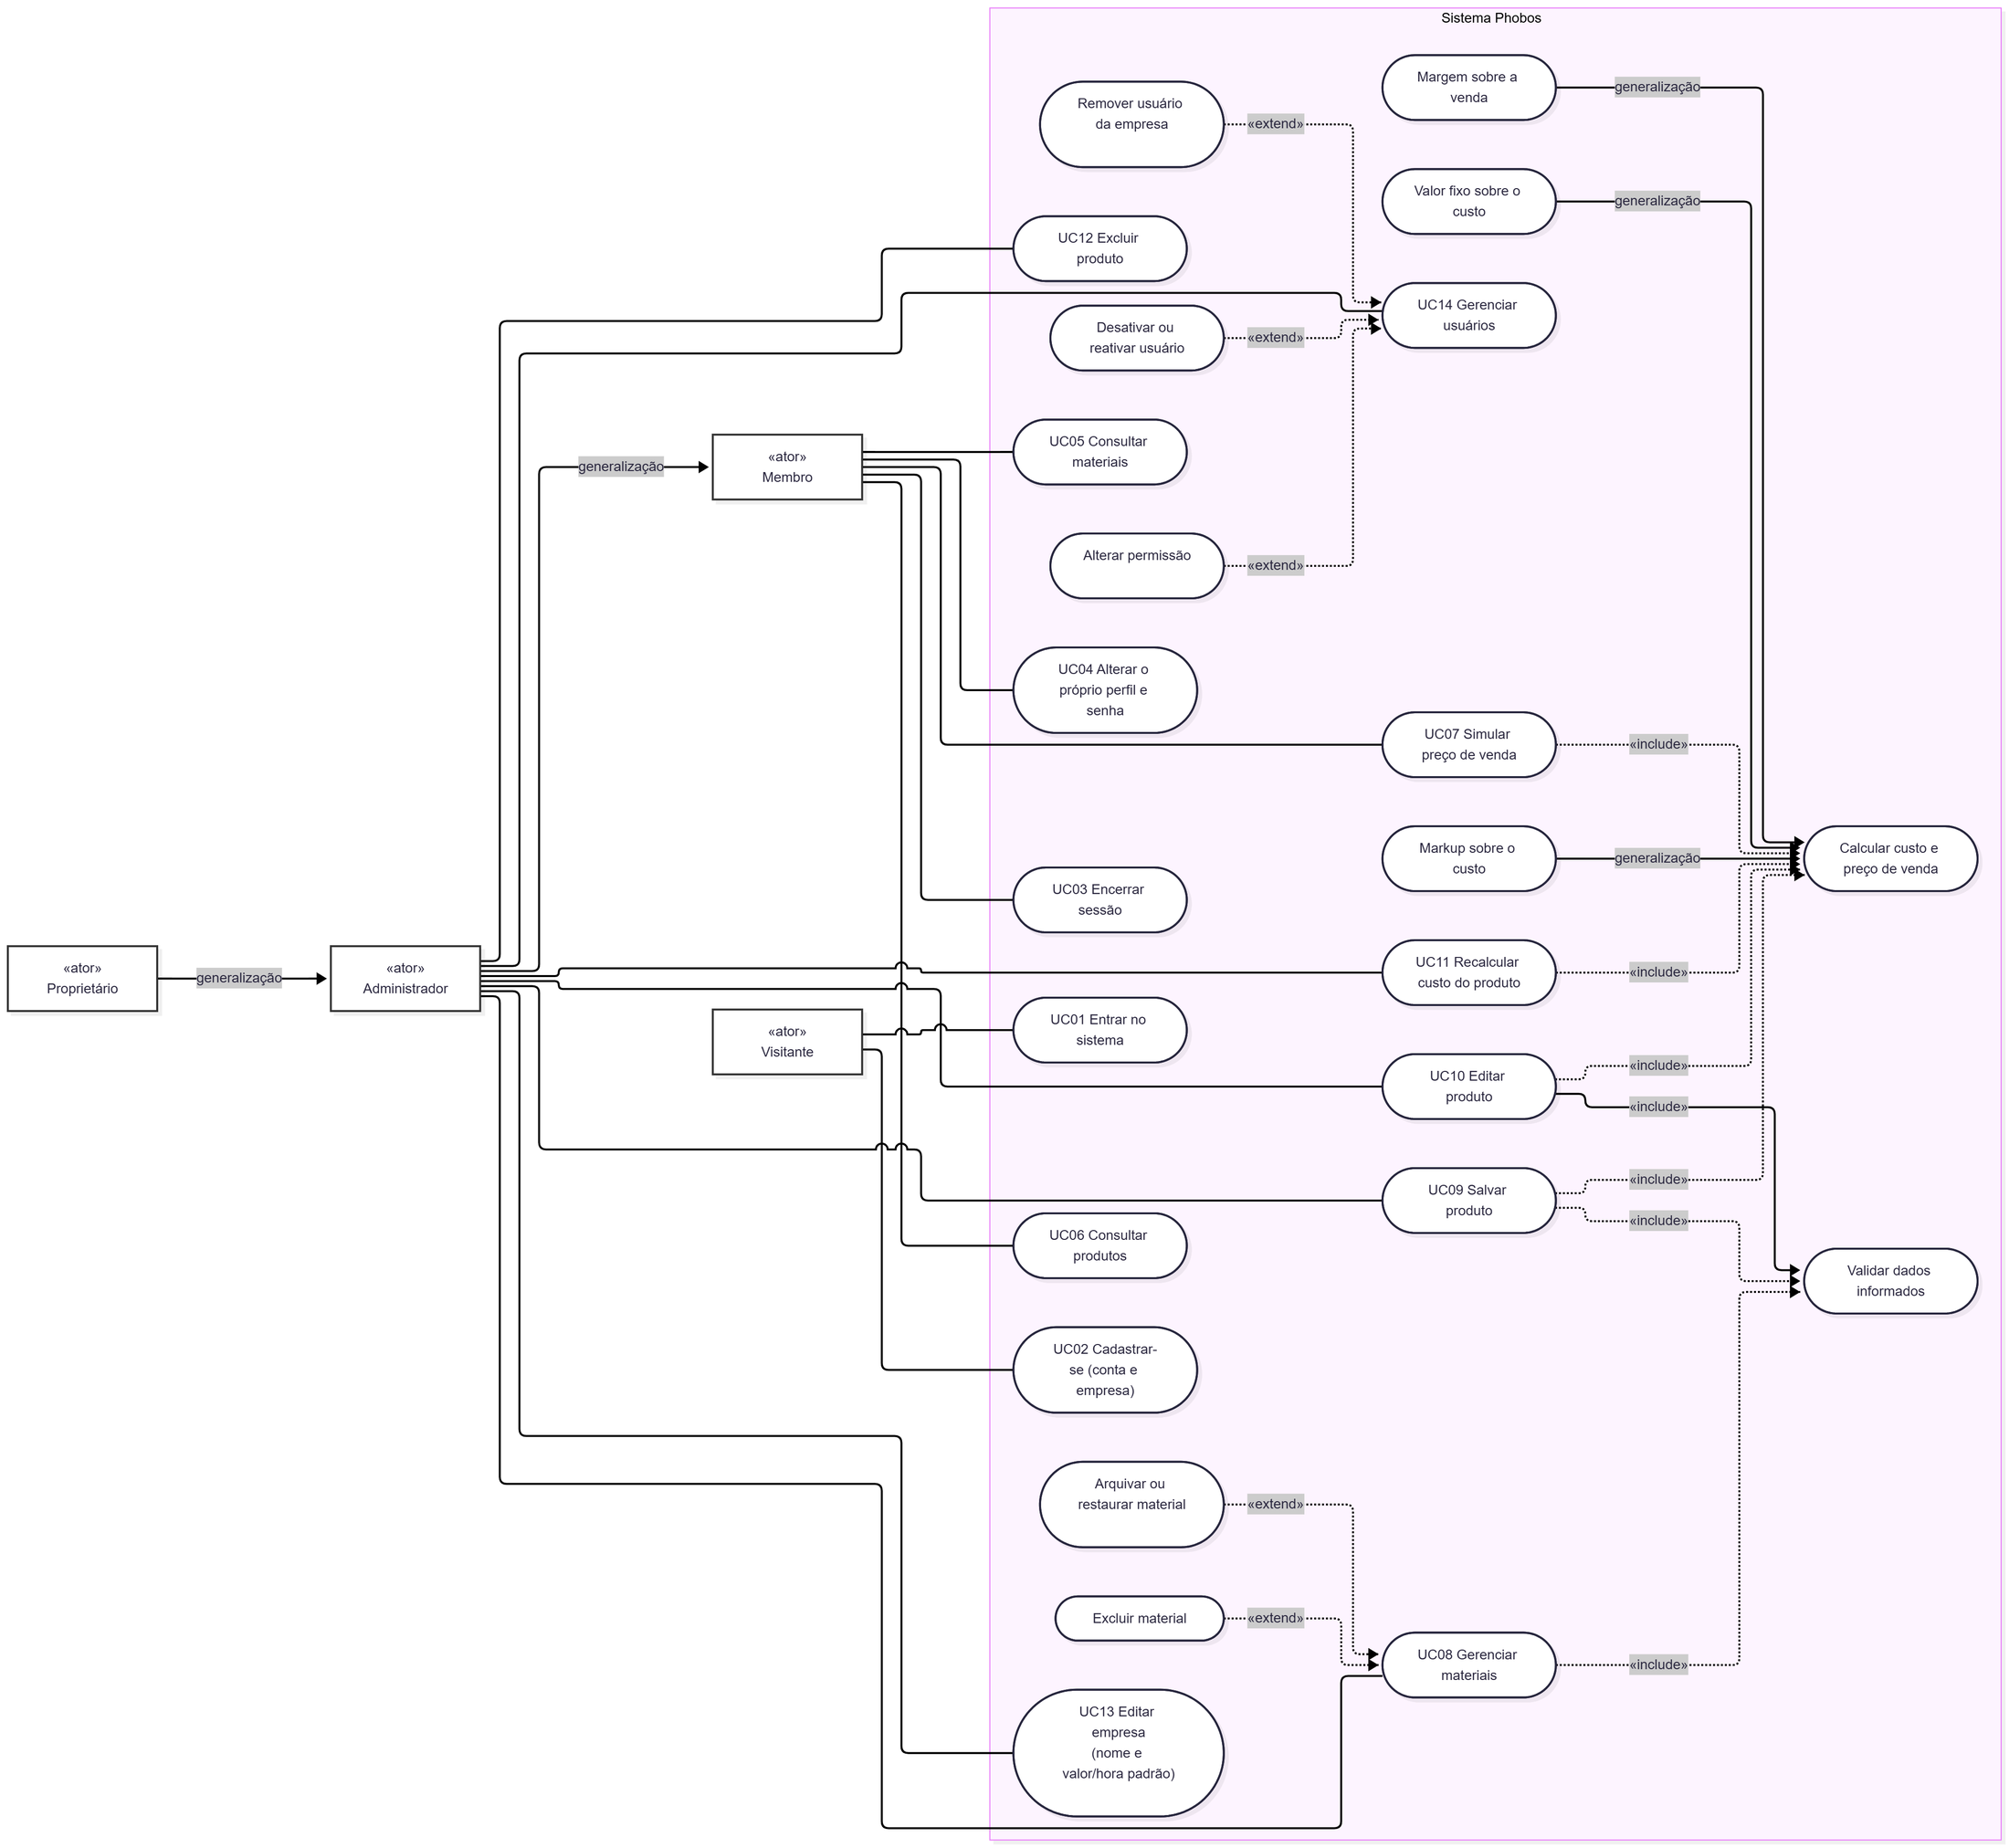 Sistema Phobos
Margem sobre a
venda
generalização
Remover usuário
da empresa
«extend»
Valor fixo sobre o
custo
generalização
UC12 Excluir
produto
UC14 Gerenciar
usuários
Desativar ou
reativar usuário
«extend»
«ator»
Membro
generalização
UC05 Consultar
materiais
Alterar permissão
«extend»
UC04 Alterar o
próprio perfil e
senha
UC07 Simular
preço de venda
«include»
Markup sobre o
custo
generalização
Calcular custo e
preço de venda
UC03 Encerrar
sessão
«ator»
Proprietário
generalização
«ator»
Administrador
UC11 Recalcular
custo do produto
«include»
«ator»
Visitante
UC01 Entrar no
sistema
UC10 Editar
produto
«include»
«include»
UC09 Salvar
produto
«include»
«include»
UC06 Consultar
produtos
Validar dados
informados
UC02 Cadastrar-
se (conta e
empresa)
Arquivar ou
restaurar material
«extend»
Excluir material
«extend»
UC08 Gerenciar
materiais
«include»
UC13 Editar
empresa
(nome e
valor/hora padrão)